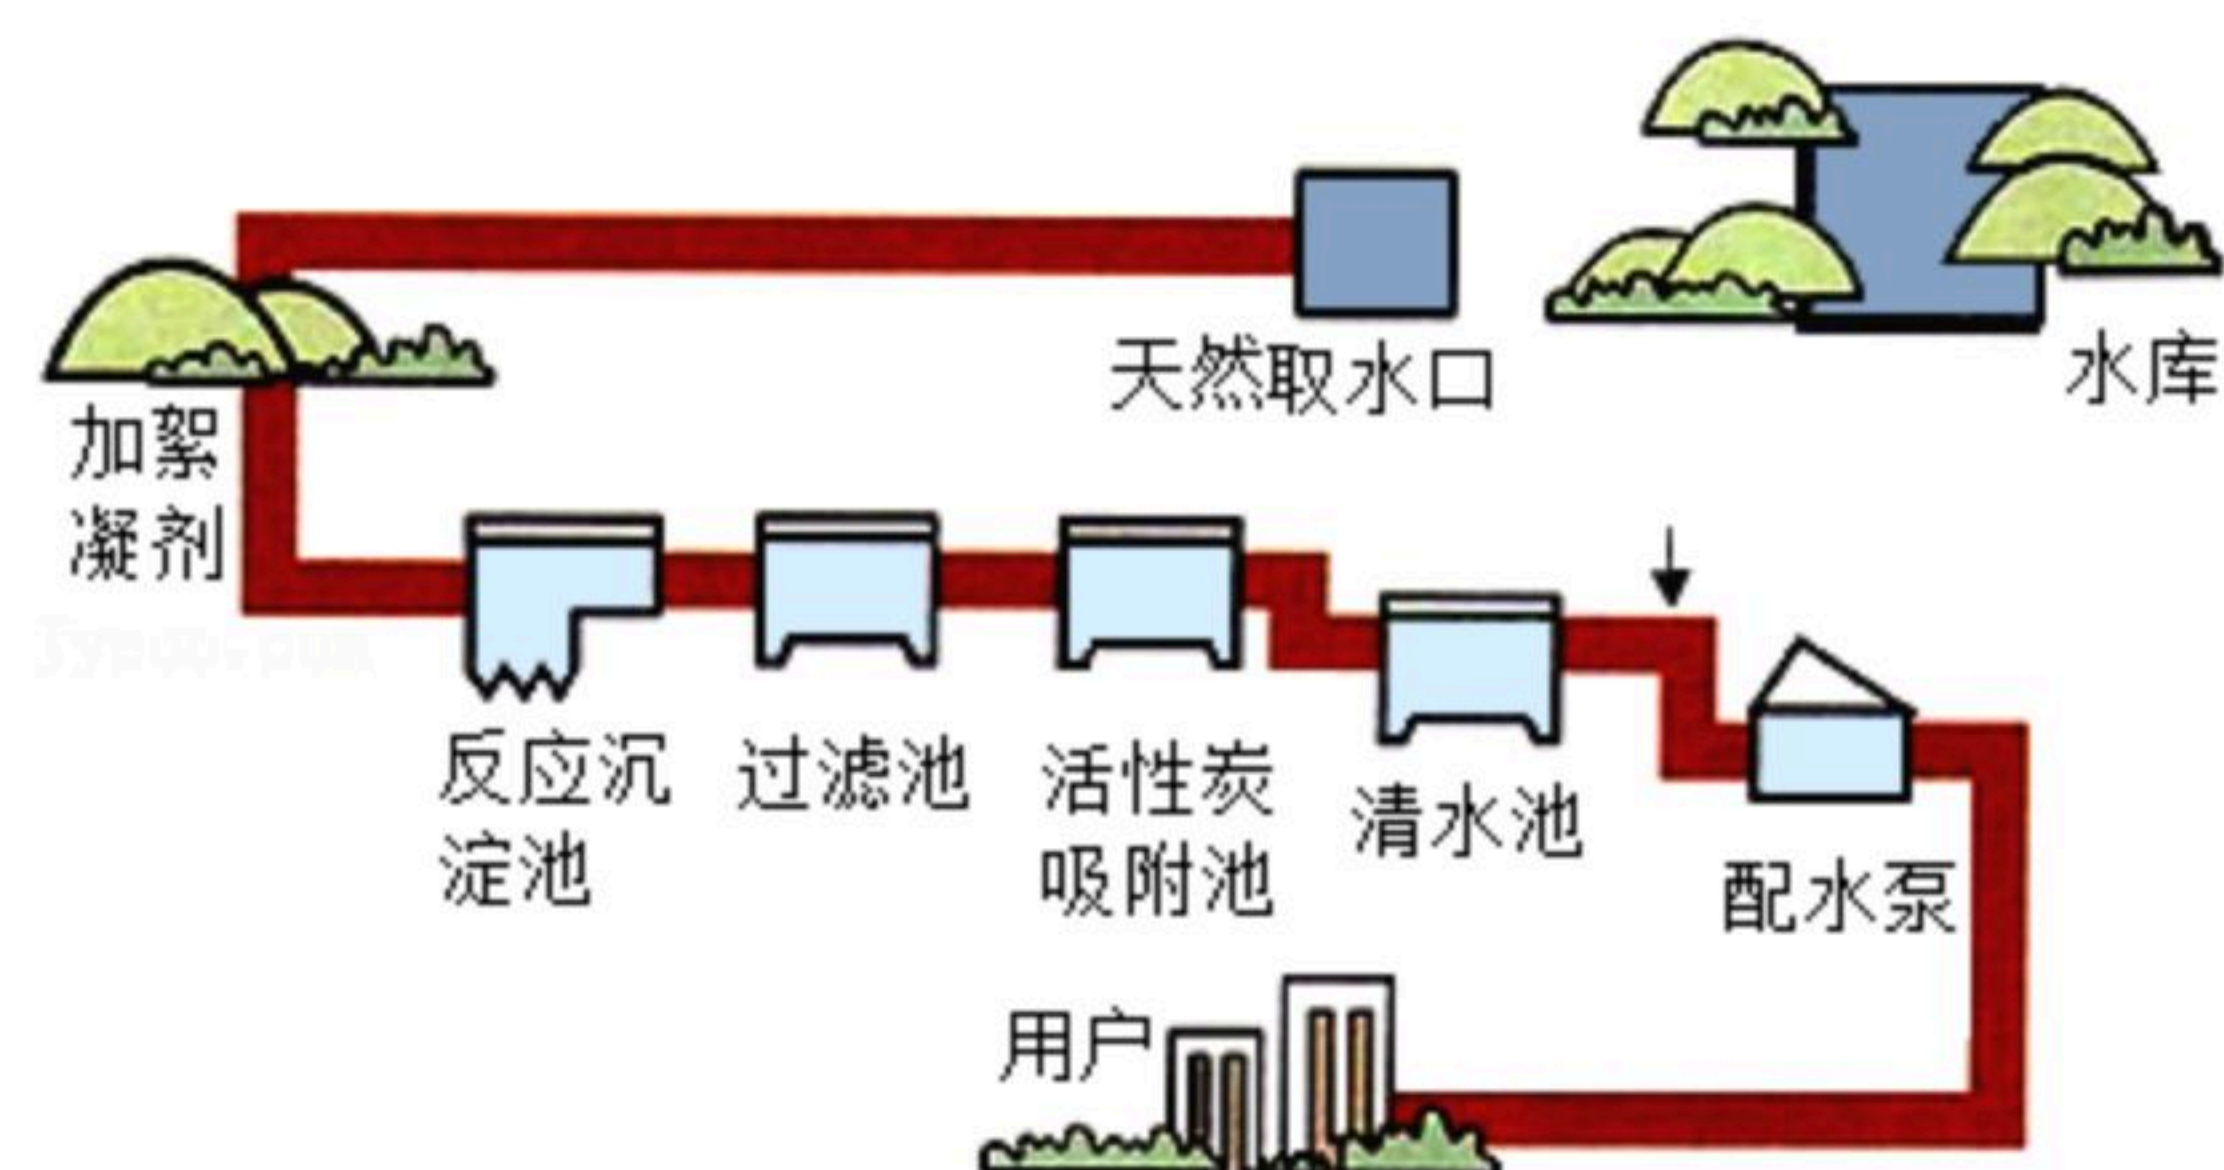 天然取水口
水库
加絮
凝剂
反应沉
淀池
过滤池
活性炭
吸附池
清水池
配水泵
用户